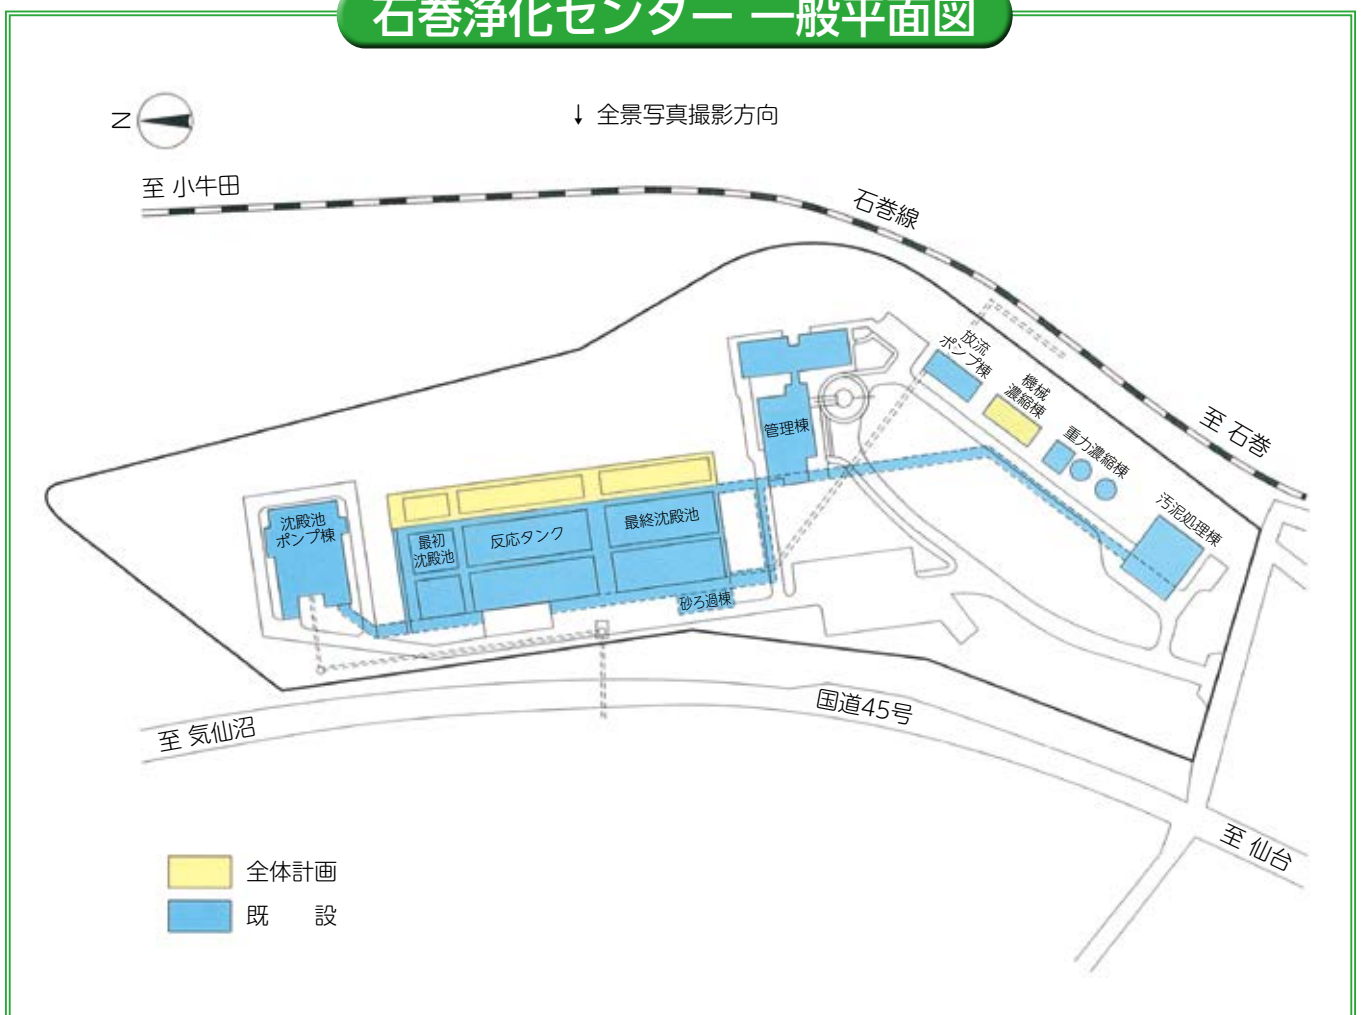 石巻浄化センター 一般平面図
N
↓ 全景写真撮影方向
至 小牛田
石巻線
放流
ポンプ棟
機械
濃縮棟
重力濃縮棟
至 石巻
汚泥処理棟
管理棟
沈殿池
ポンプ棟
最初
沈殿池
反応タンク
最終沈殿池
砂ろ過棟
国道45号
至 気仙沼
至 仙台
全体計画
既 設